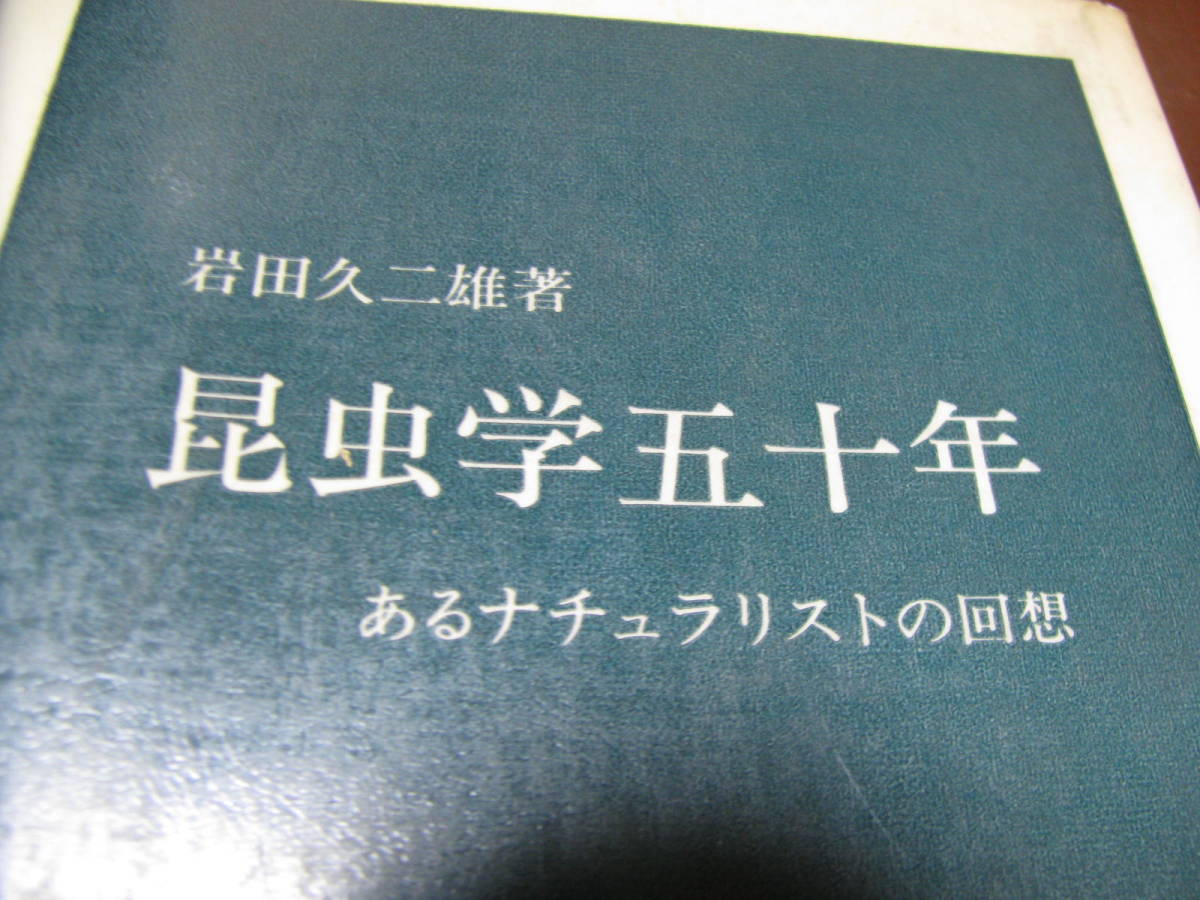 岩田久二雄著
昆虫学五十年
あるナチュラリストの回想